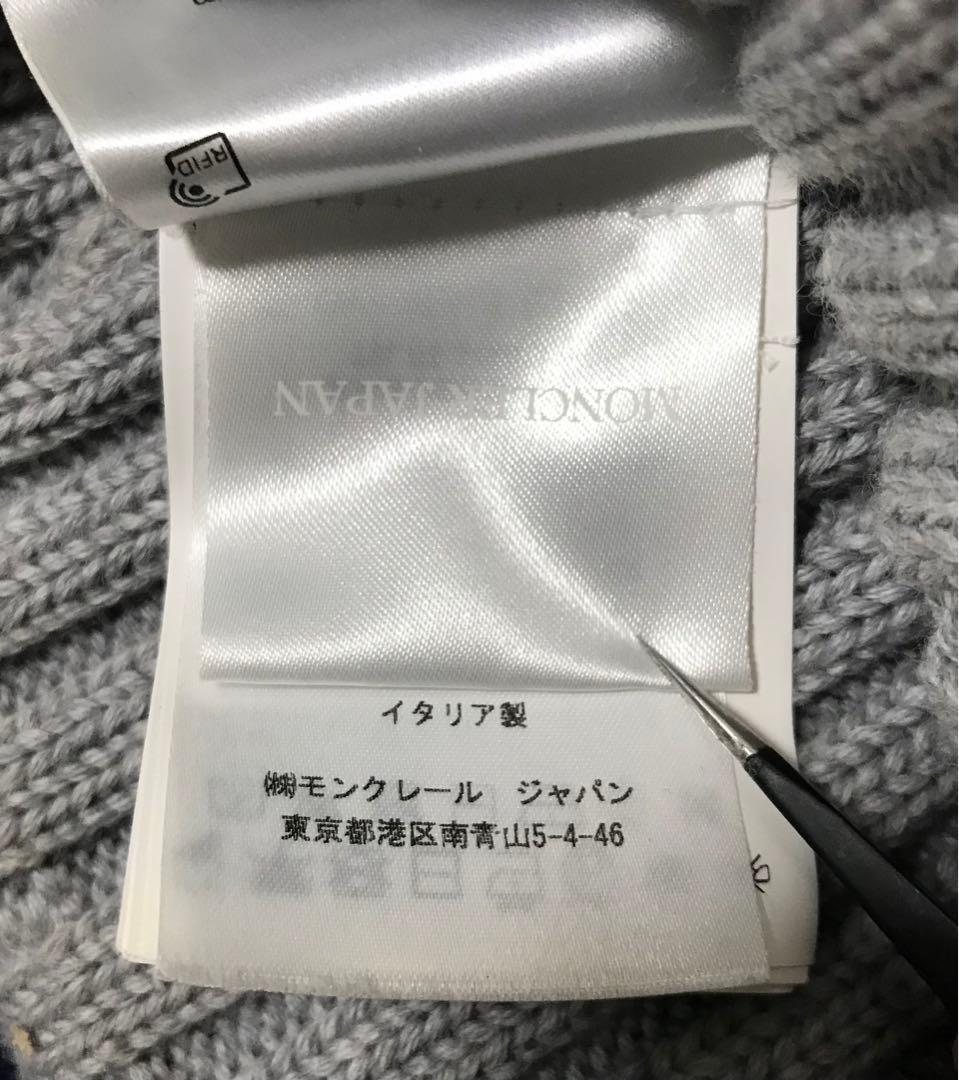 RFID
MONCLER JAPAN
イタリア製
㈱モンクレール ジャパン
東京都港区南青山5-4-46